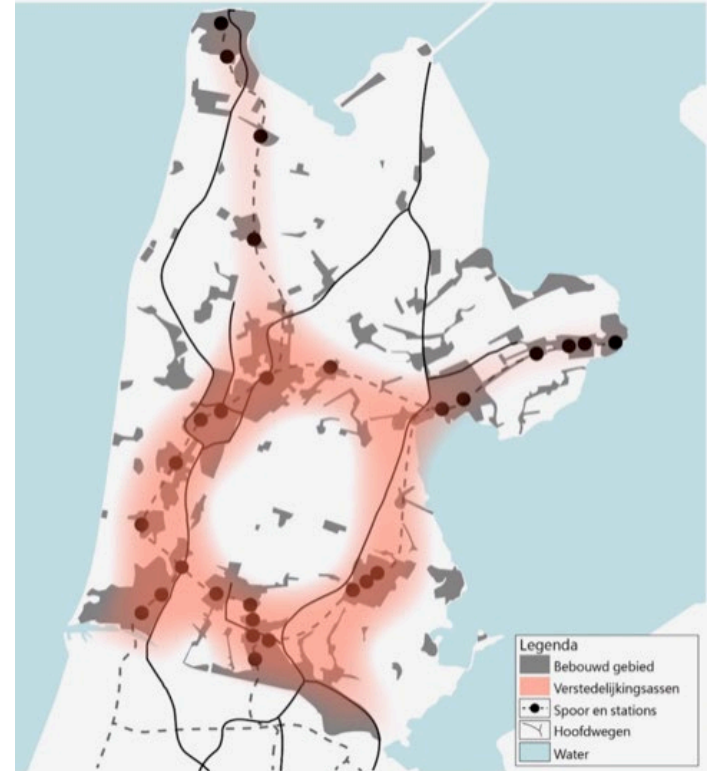 Legenda
Bebouwd gebied
Verstedelijkingsassen
Spoor en stations
Hoofdwegen
Water